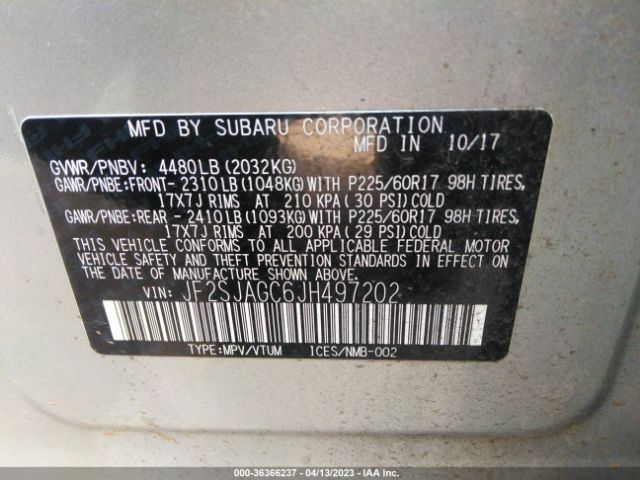 MFD BY SUBARU CORPORATION
MFD IN 10/17
GVWR/PNBV: 4480LB (2032KG)
GAWR/PNBE:FRONT- 2310LB (1048KG) WITH P225/60R17 98H TIRES,
17X7J RIMS AT 210 KPA ( 30 PSI) COLD
GAWR/PNBE:REAR - 2410LB (1093KG) WITH P225/60R17 98H TIRES,
17X7J RIMS AT 200 KPA (29 PSI) COLD
THIS VEHICLE CONFORMS TO ALL APPLICABLE FEDERAL MOTOR
VEHICLE SAFETY, BUMPER, AND THEFT PREVENTION STANDARDS
IN EFFECT ON THE DATE OF MANUFACTURE SHOWN ABOVE.
VIN: JF2SJAGC6JH497202
TYPE:MPV/VTUM ICES/NMB-002
000-36366237 - 04/13/2023 - IAA Inc.